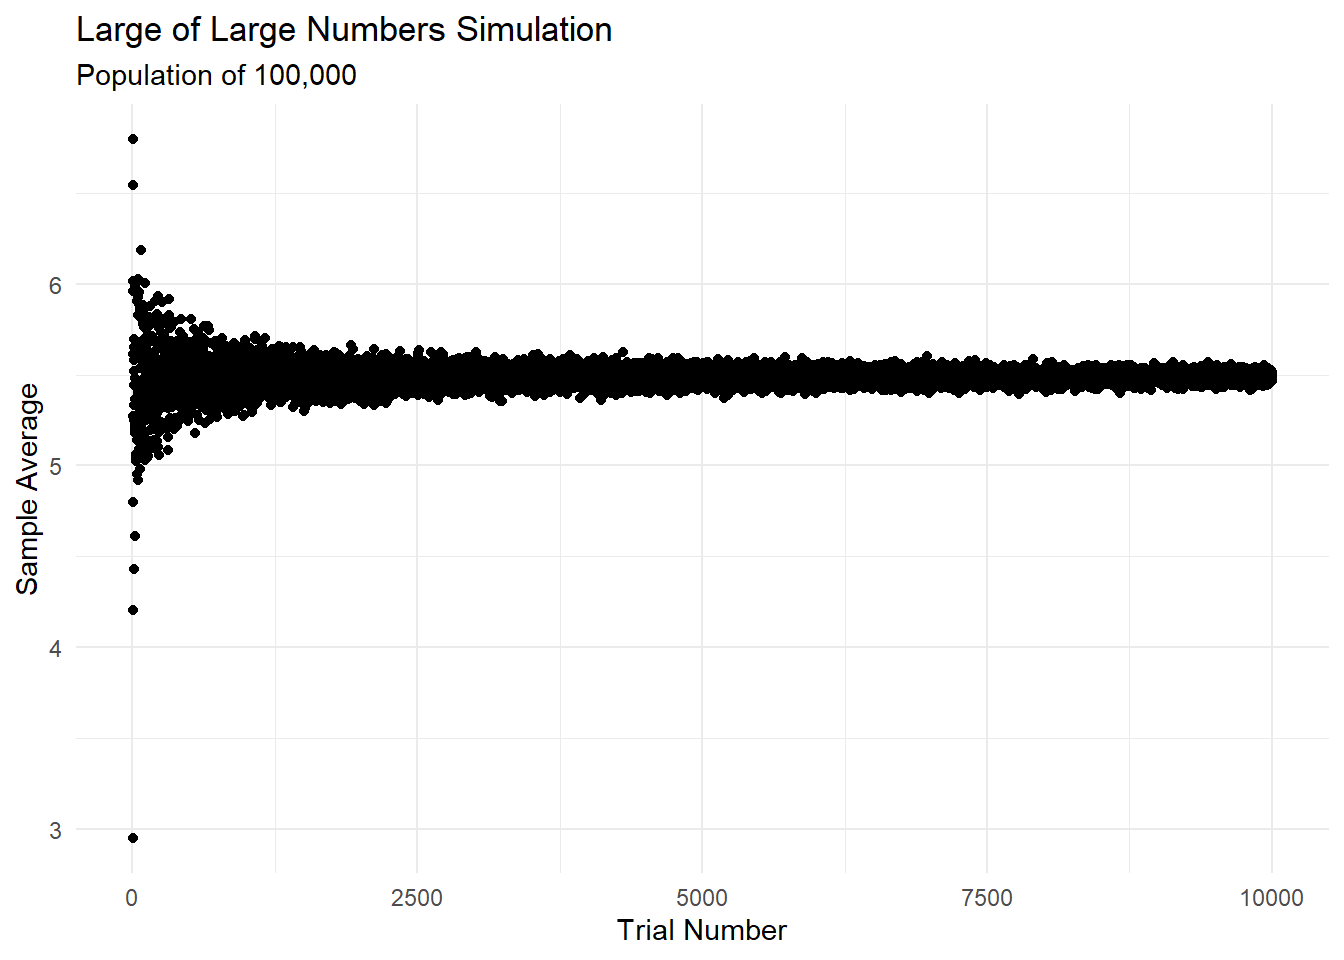 Large of Large Numbers Simulation
Population of 100,000
6
5
4
3
Sample Average
0 2500 5000 7500 10000
Trial Number